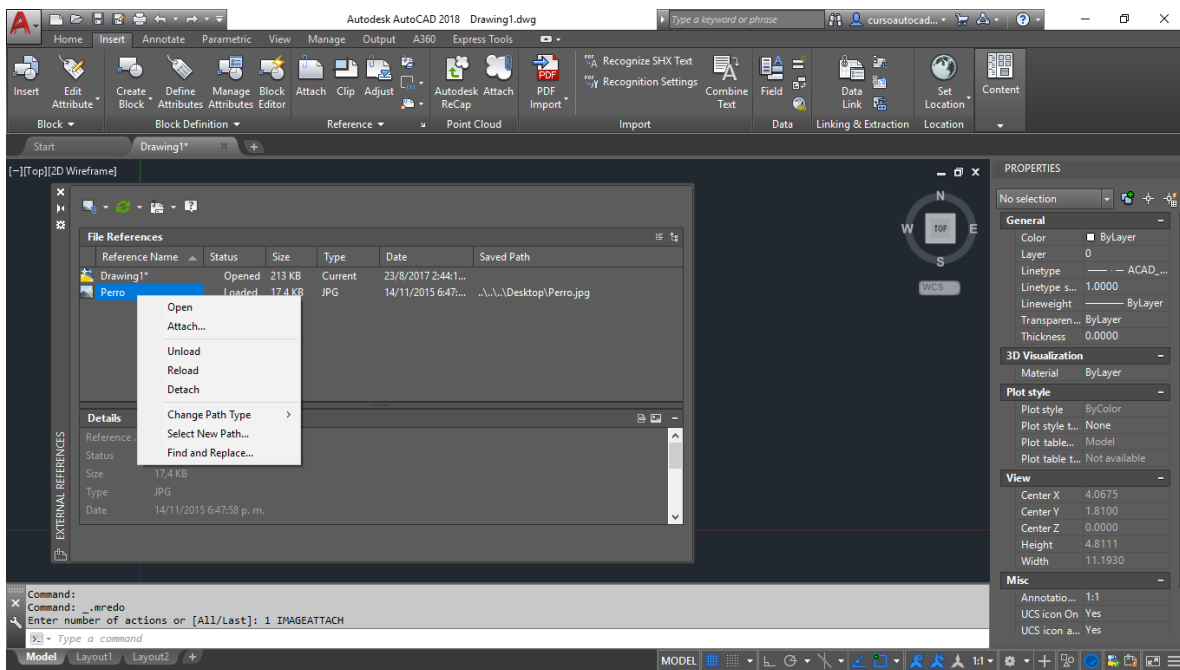 Autodesk AutoCAD 2018 Drawing1.dwg
Type a keyword or phrase
cursoautocad...
Home Insert Annotate Parametric View Manage Output A360 Express Tools
Insert
Edit Attribute
Create Block
Define Attributes
Manage Attributes
Block Editor
Attach
Clip
Adjust
Autodesk ReCap
Attach
PDF Import
Recognize SHX Text
Recognition Settings
Combine Text
Field
Data Link
Set Location
Content
Block
Block Definition
Reference
Point Cloud
Import
Data
Linking & Extraction
Location
Start
Drawing1*
[−][Top][2D Wireframe]
N
W
TOP
E
S
WCS
EXTERNAL REFERENCES
File References
Reference Name Status Size Type Date Saved Path
Drawing1* Opened 213 KB Current 23/8/2017 2:44:1...
Perro Loaded 17,4 KB JPG 14/11/2015 6:47:... ..\..\..\Desktop\Perro.jpg
Open
Attach...
Unload
Reload
Detach
Change Path Type
Select New Path...
Find and Replace...
Details
Reference
Status
Size 17,4 KB
Type JPG
Date 14/11/2015 6:47:58 p. m.
PROPERTIES
No selection
General
Color ByLayer
Layer 0
Linetype ACAD_...
Linetype s... 1.0000
Lineweight ByLayer
Transparen... ByLayer
Thickness 0.0000
3D Visualization
Material ByLayer
Plot style
Plot style ByColor
Plot style t... None
Plot table... Model
Plot table t... Not available
View
Center X 4.0675
Center Y 1.8100
Center Z 0.0000
Height 4.8111
Width 11.1930
Misc
Annotatio... 1:1
UCS icon On Yes
UCS icon a... Yes
Command:
Command: _.mredo
Enter number of actions or [All/Last]: 1 IMAGEATTACH
Type a command
Model Layout1 Layout2 +
MODEL
1:1